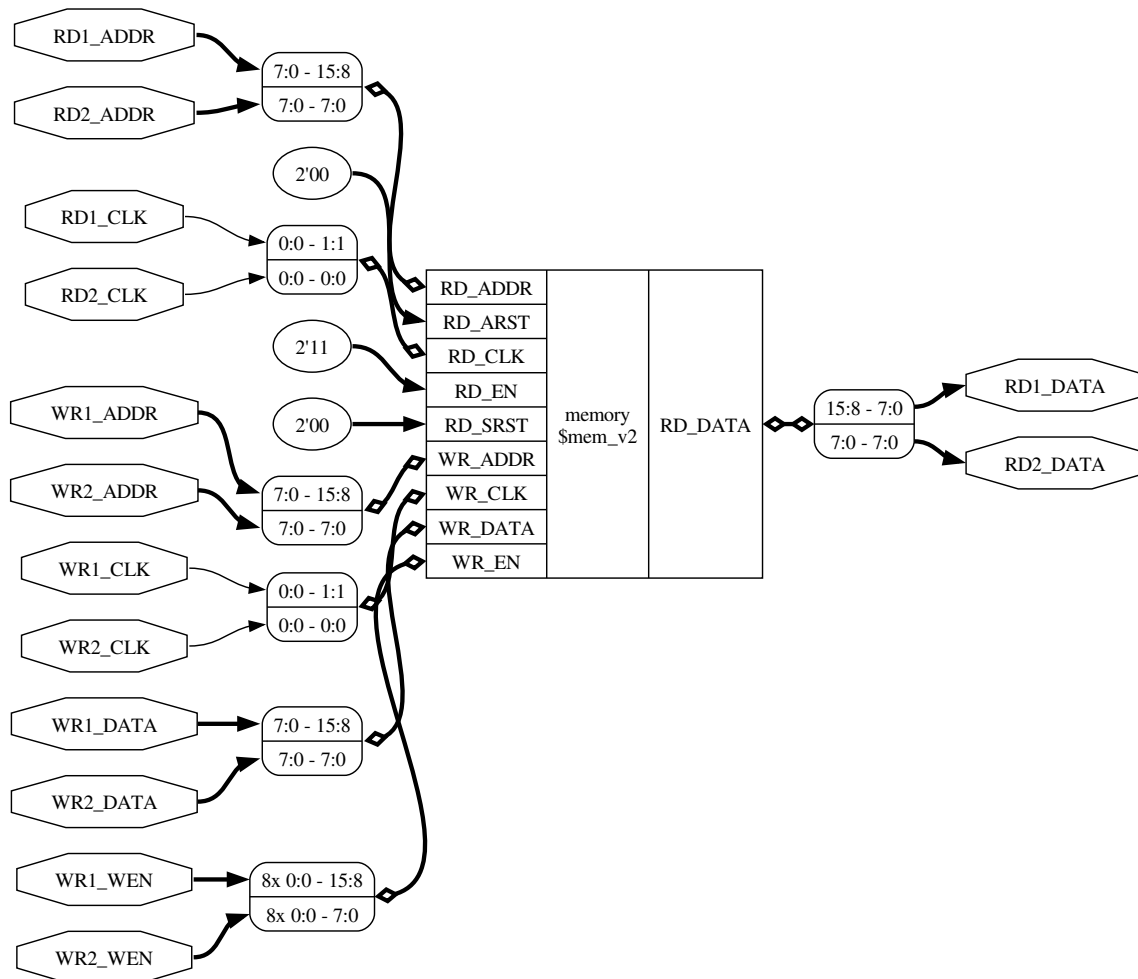 RD1_ADDR
7:0 - 15:8
RD2_ADDR
7:0 - 7:0
2'00
RD1_CLK
0:0 - 1:1
RD2_CLK
0:0 - 0:0
2'11
2'00
WR1_ADDR
WR2_ADDR
7:0 - 15:8
7:0 - 7:0
WR1_CLK
0:0 - 1:1
0:0 - 0:0
WR2_CLK
WR1_DATA
7:0 - 15:8
7:0 - 7:0
WR2_DATA
WR1_WEN
8x 0:0 - 15:8
8x 0:0 - 7:0
WR2_WEN
RD_ADDR
RD_ARST
RD_CLK
RD_EN
RD_SRST
WR_ADDR
WR_CLK
WR_DATA
WR_EN
memory
$mem_v2
RD_DATA
15:8 - 7:0
7:0 - 7:0
RD1_DATA
RD2_DATA